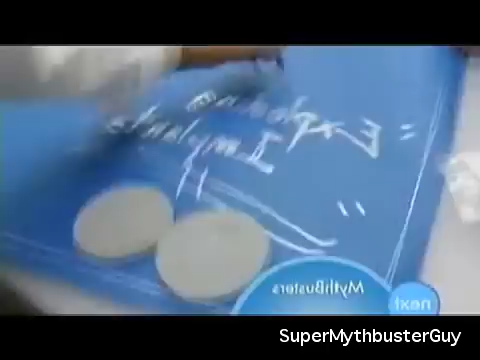 "Exploding
Implants"
=
MythBusters
next
SuperMythbusterGuy